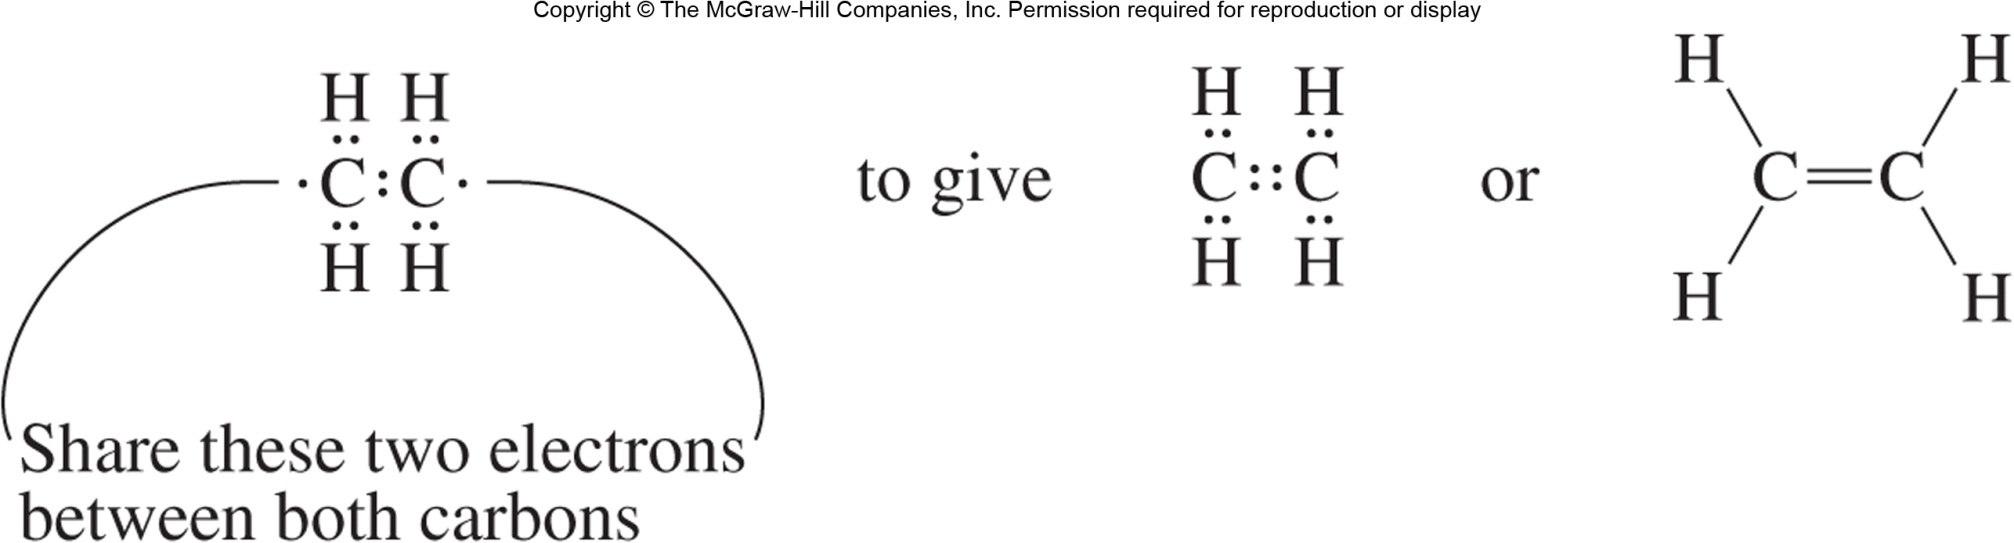 Copyright © The McGraw-Hill Companies, Inc. Permission required for reproduction or display
H H
·C:C·
H H
to give
H H
C::C
H H
or
H H
C=C
H H
Share these two electrons
between both carbons